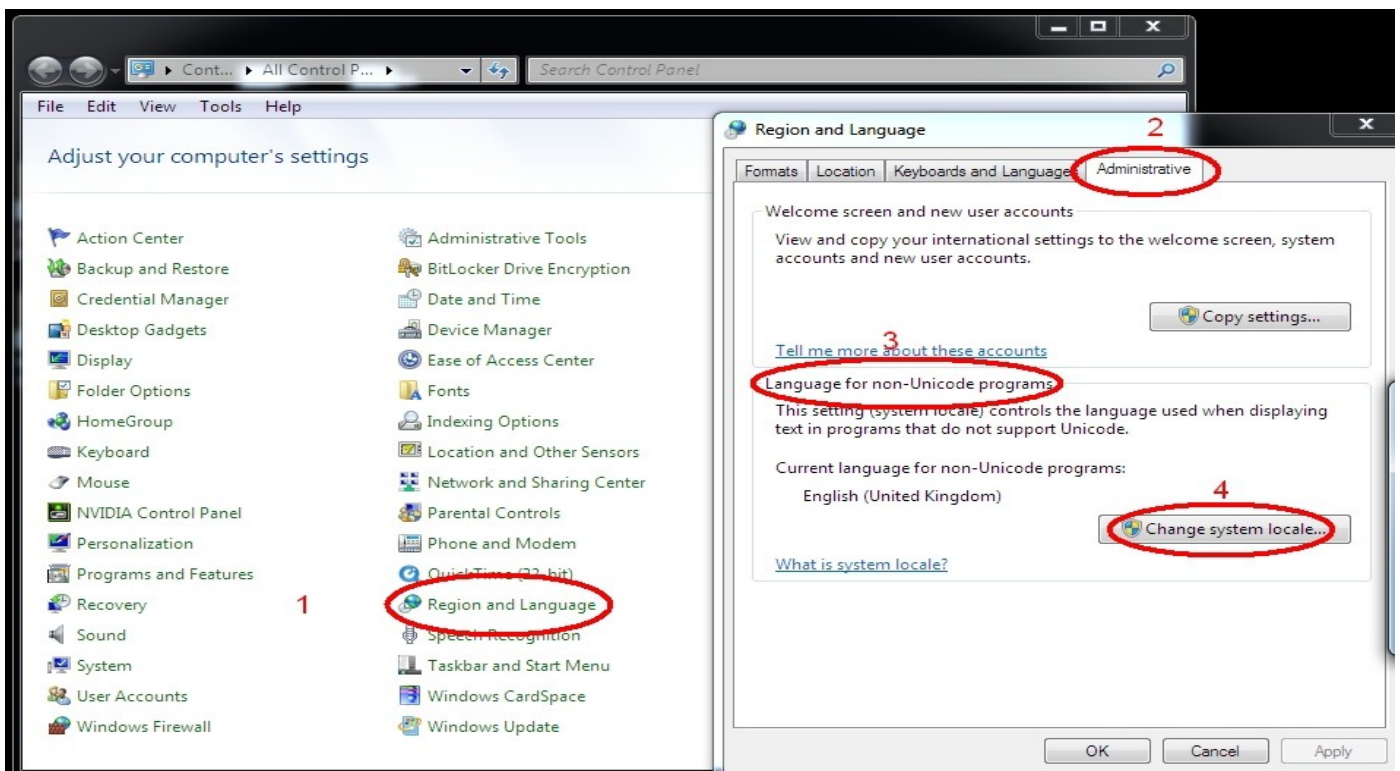 Cont... All Control P...
Search Control Panel
File Edit View Tools Help
Adjust your computer's settings
Action Center
Backup and Restore
Credential Manager
Desktop Gadgets
Display
Folder Options
HomeGroup
Keyboard
Mouse
NVIDIA Control Panel
Personalization
Programs and Features
Recovery
Sound
System
User Accounts
Windows Firewall
Administrative Tools
BitLocker Drive Encryption
Date and Time
Device Manager
Ease of Access Center
Fonts
Indexing Options
Location and Other Sensors
Network and Sharing Center
Parental Controls
Phone and Modem
QuickTime (32-bit)
1
Region and Language
Speech Recognition
Taskbar and Start Menu
Windows CardSpace
Windows Update
Region and Language
2
Formats Location Keyboards and Languages Administrative
Welcome screen and new user accounts
View and copy your international settings to the welcome screen, system
accounts and new user accounts.
Copy settings...
3
Tell me more about these accounts
Language for non-Unicode programs
This setting (system locale) controls the language used when displaying
text in programs that do not support Unicode.
Current language for non-Unicode programs:
English (United Kingdom)
4
Change system locale...
What is system locale?
OK Cancel Apply